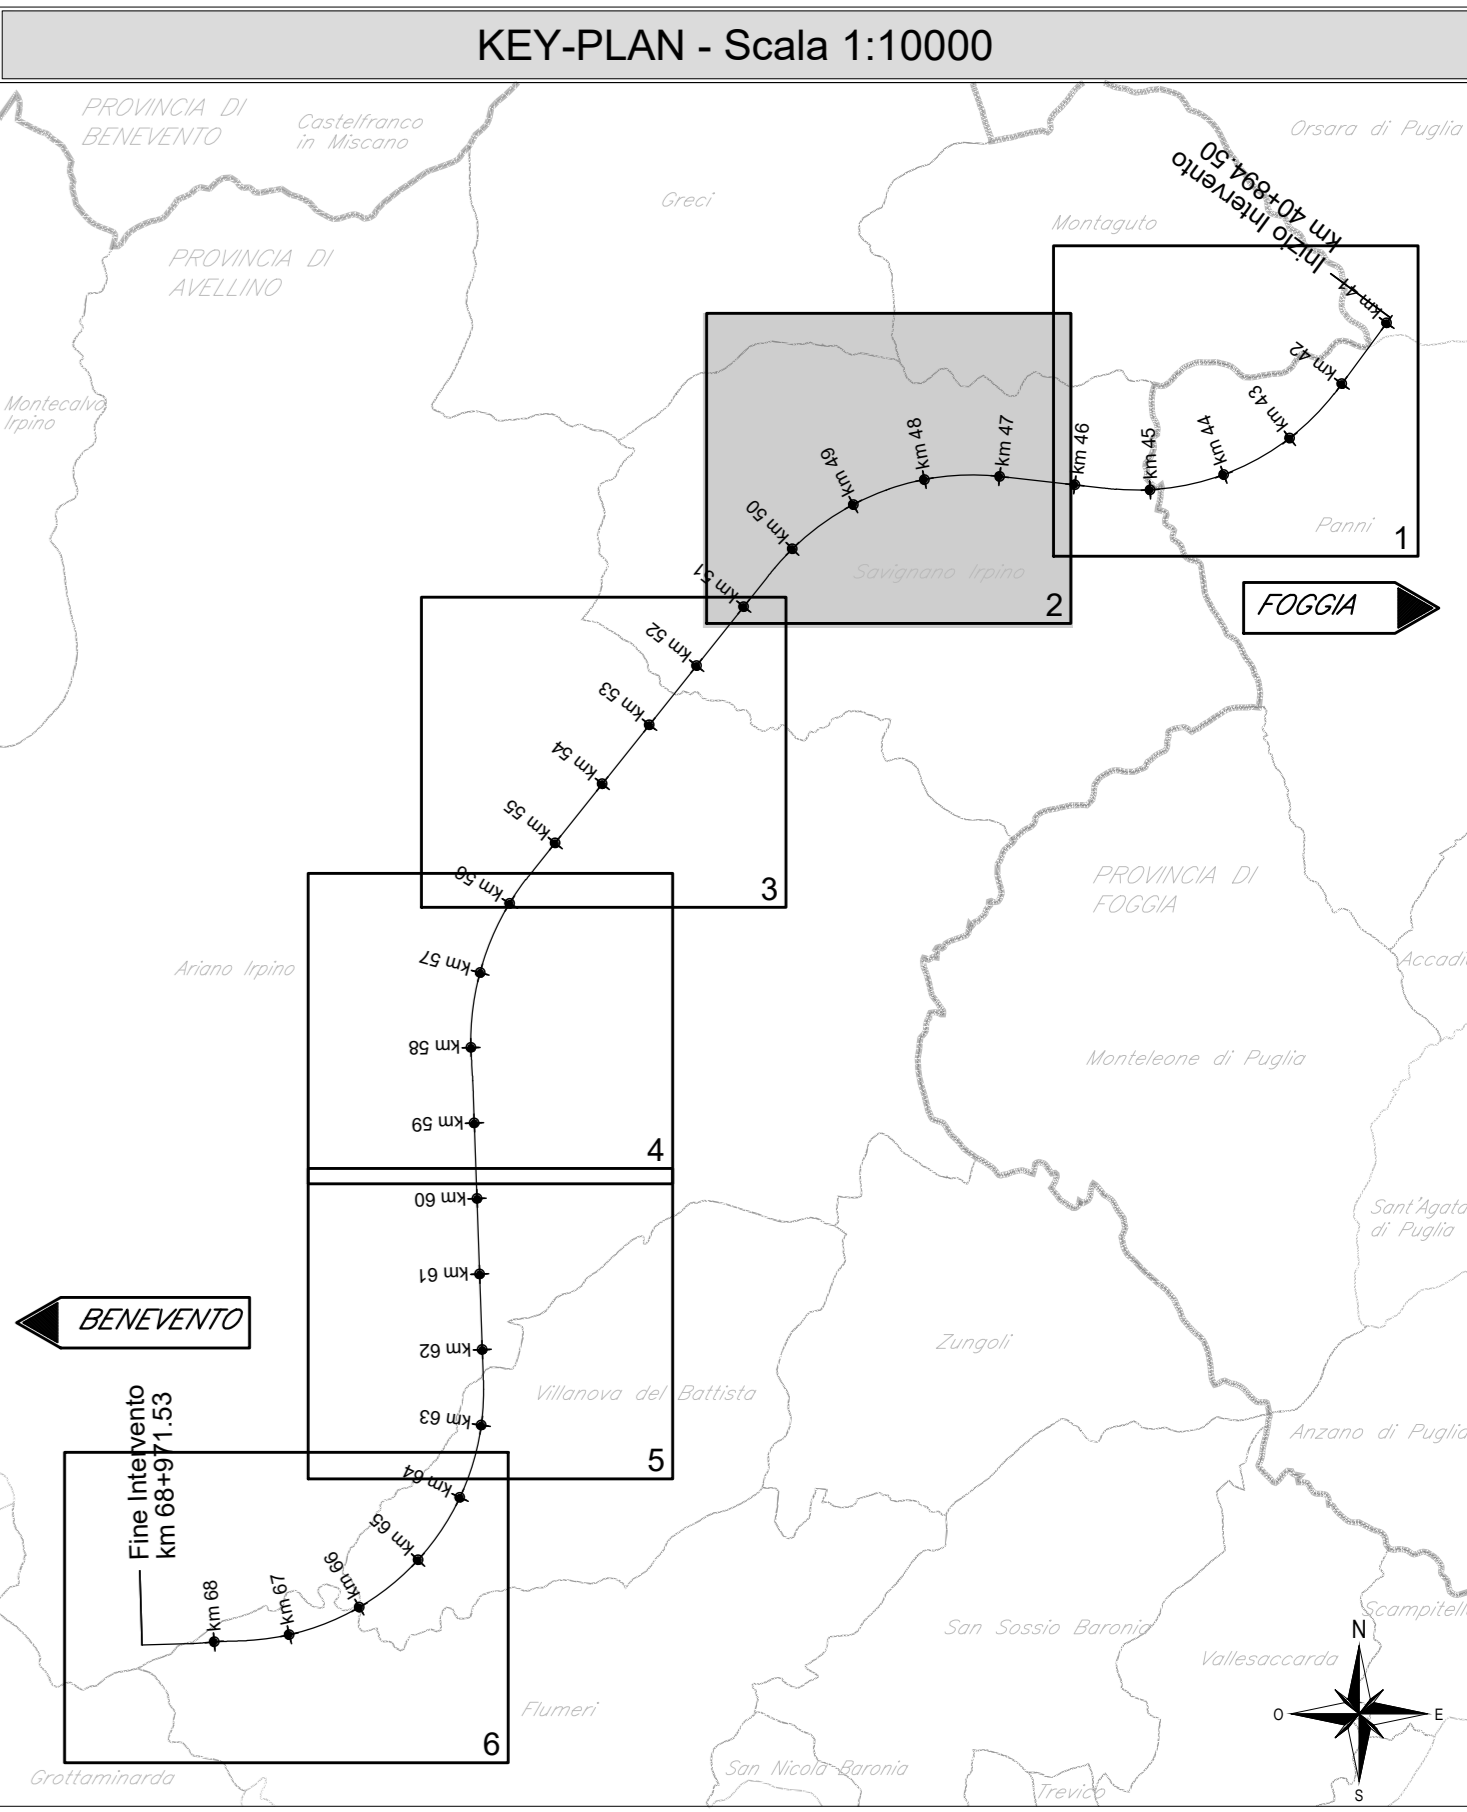 KEY-PLAN - Scala 1:10000
PROVINCIA DI
BENEVENTO
Castelfranco
in Miscano
Orsara di Puglia
Greci
Montaguto
Inizio Intervento
km 40+894.50
PROVINCIA DI
AVELLINO
km 41
km 42
km 43
km 44
km 45
km 46
km 47
km 48
km 49
km 50
km 51
Montecalvo
Irpino
Panni
1
Savignano Irpino
2
FOGGIA
km 52
km 53
km 54
km 55
km 56
3
PROVINCIA DI
FOGGIA
Ariano Irpino
km 57
km 58
km 59
4
Accadi
Monteleone di Puglia
km 60
km 61
km 62
km 63
5
Sant'Agata
di Puglia
BENEVENTO
Zungoli
Villanova del Battista
Anzano di Puglia
Fine Intervento
km 68+971.53
km 64
km 65
km 66
km 67
km 68
6
San Sossio Baronia
Scampitell
Vallesaccarda
Flumeri
Grottaminarda
San Nicola Baronia
Trevico
N
O
E
S